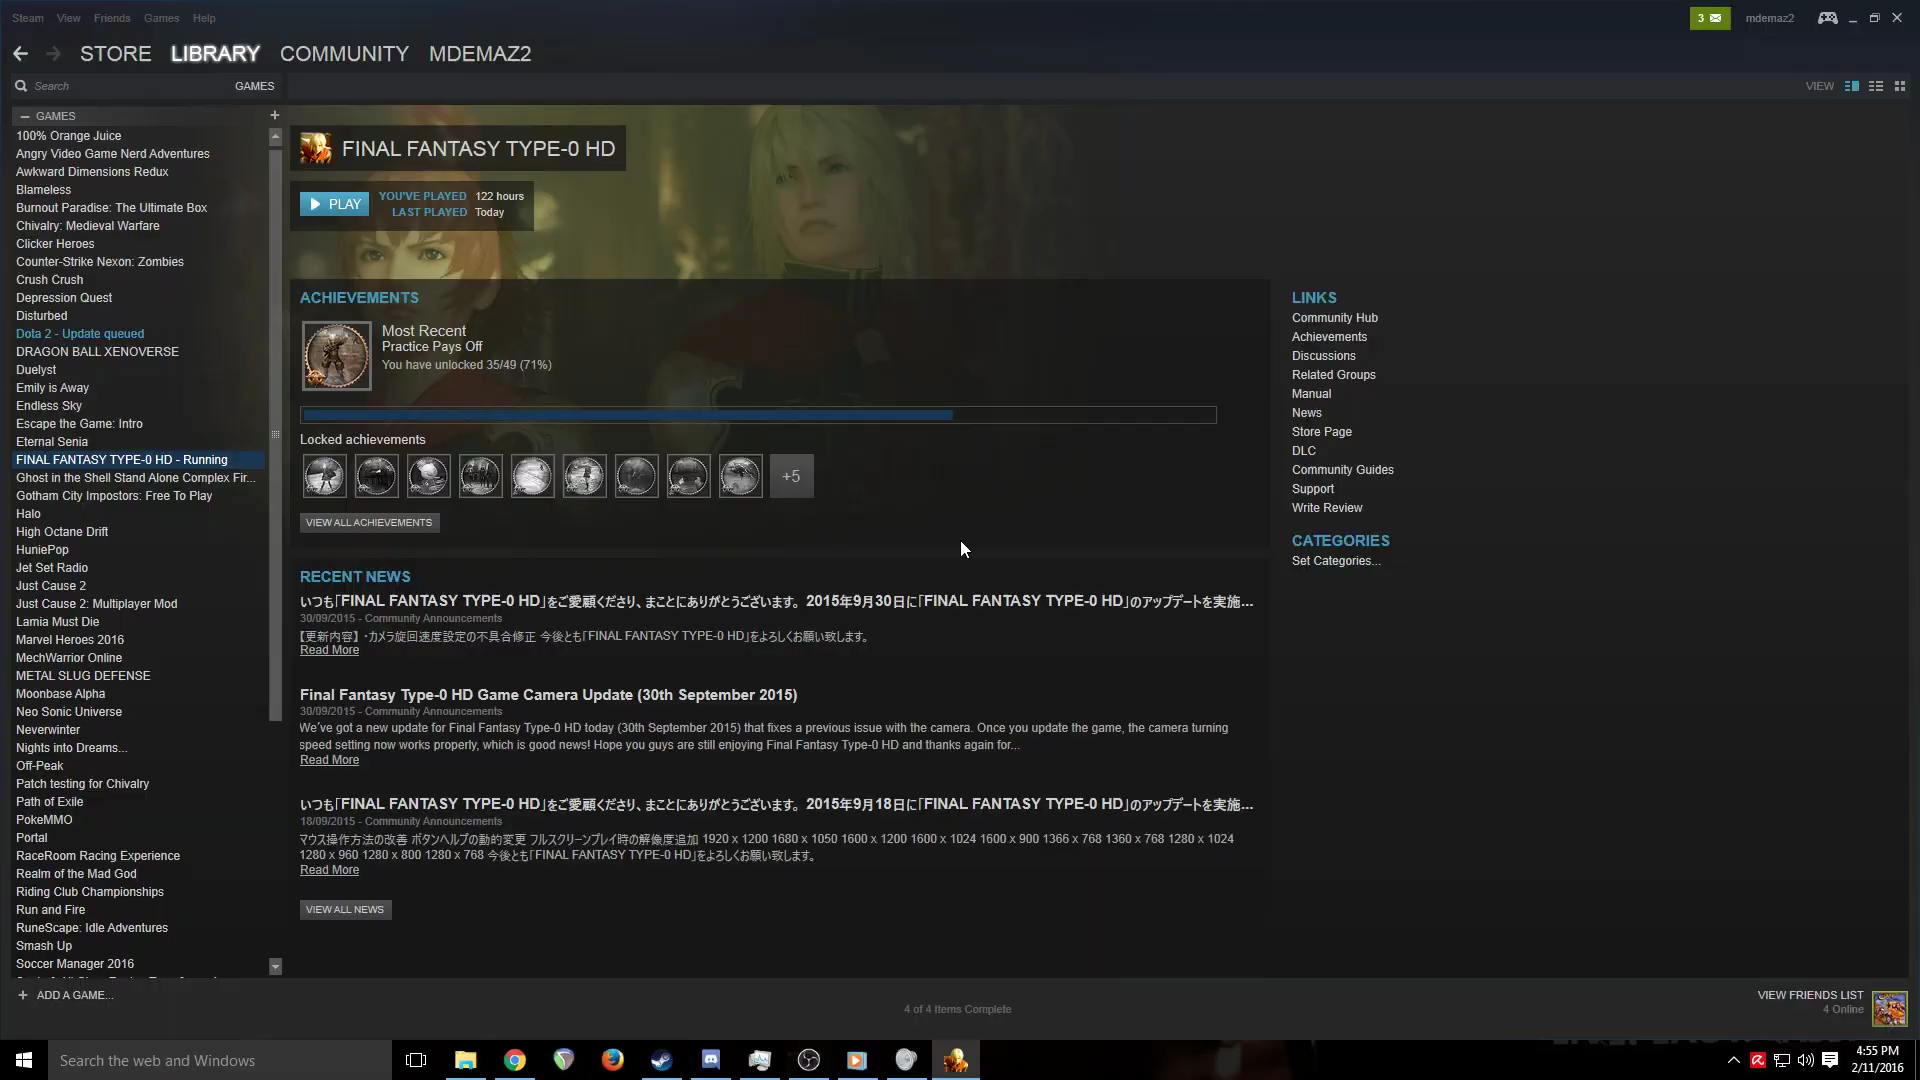 Steam View Friends Games Help
3 mdemaz2
STORE LIBRARY COMMUNITY MDEMAZ2
Search GAMES
VIEW
GAMES
100% Orange Juice
Angry Video Game Nerd Adventures
Awkward Dimensions Redux
Blameless
Burnout Paradise: The Ultimate Box
Chivalry: Medieval Warfare
Clicker Heroes
Counter-Strike Nexon: Zombies
Crush Crush
Depression Quest
Disturbed
Dota 2 - Update queued
DRAGON BALL XENOVERSE
Duelyst
Emily is Away
Endless Sky
Escape the Game: Intro
Eternal Senia
FINAL FANTASY TYPE-0 HD - Running
Ghost in the Shell Stand Alone Complex Fir...
Gotham City Impostors: Free To Play
Halo
High Octane Drift
HuniePop
Jet Set Radio
Just Cause 2
Just Cause 2: Multiplayer Mod
Lamia Must Die
Marvel Heroes 2016
MechWarrior Online
METAL SLUG DEFENSE
Moonbase Alpha
Neo Sonic Universe
Neverwinter
Nights into Dreams...
Off-Peak
Patch testing for Chivalry
Path of Exile
PokeMMO
Portal
RaceRoom Racing Experience
Realm of the Mad God
Riding Club Championships
Run and Fire
RuneScape: Idle Adventures
Smash Up
Soccer Manager 2016
FINAL FANTASY TYPE-0 HD
PLAY
YOU'VE PLAYED 122 hours
LAST PLAYED Today
ACHIEVEMENTS
Most Recent
Practice Pays Off
You have unlocked 35/49 (71%)
Locked achievements
+5
VIEW ALL ACHIEVEMENTS
RECENT NEWS
いつも「FINAL FANTASY TYPE-0 HD」をご愛顧くださり、まことにありがとうございます。 2015年9月30日に「FINAL FANTASY TYPE-0 HD」のアップデートを実施...
30/09/2015 - Community Announcements
【更新内容】 ・カメラ旋回速度設定の不具合修正 今後とも「FINAL FANTASY TYPE-0 HD」をよろしくお願い致します。
Read More
Final Fantasy Type-0 HD Game Camera Update (30th September 2015)
30/09/2015 - Community Announcements
We've got a new update for Final Fantasy Type-0 HD today (30th September 2015) that fixes a previous issue with the camera. Once you update the game, the camera turning
speed setting now works properly, which is good news! Hope you guys are still enjoying Final Fantasy Type-0 HD and thanks again for...
Read More
いつも「FINAL FANTASY TYPE-0 HD」をご愛顧くださり、まことにありがとうございます。 2015年9月18日に「FINAL FANTASY TYPE-0 HD」のアップデートを実施...
18/09/2015 - Community Announcements
マウス操作方法の改善 ボタンヘルプの動的変更 フルスクリーンプレイ時の解像度追加 1920 x 1200 1680 x 1050 1600 x 1200 1600 x 1024 1600 x 900 1366 x 768 1360 x 768 1280 x 1024
1280 x 960 1280 x 800 1280 x 768 今後とも「FINAL FANTASY TYPE-0 HD」をよろしくお願い致します。
Read More
VIEW ALL NEWS
LINKS
Community Hub
Achievements
Discussions
Related Groups
Manual
News
Store Page
DLC
Community Guides
Support
Write Review
CATEGORIES
Set Categories...
ADD A GAME...
4 of 4 Items Complete
VIEW FRIENDS LIST
4 Online
Search the web and Windows
4:55 PM
2/11/2016